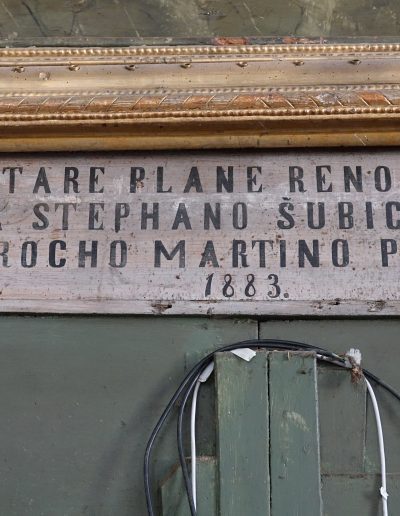 TARE PLANE RENO
STEPHANO ŠUBIC
ROCHO MARTINO P
1883.